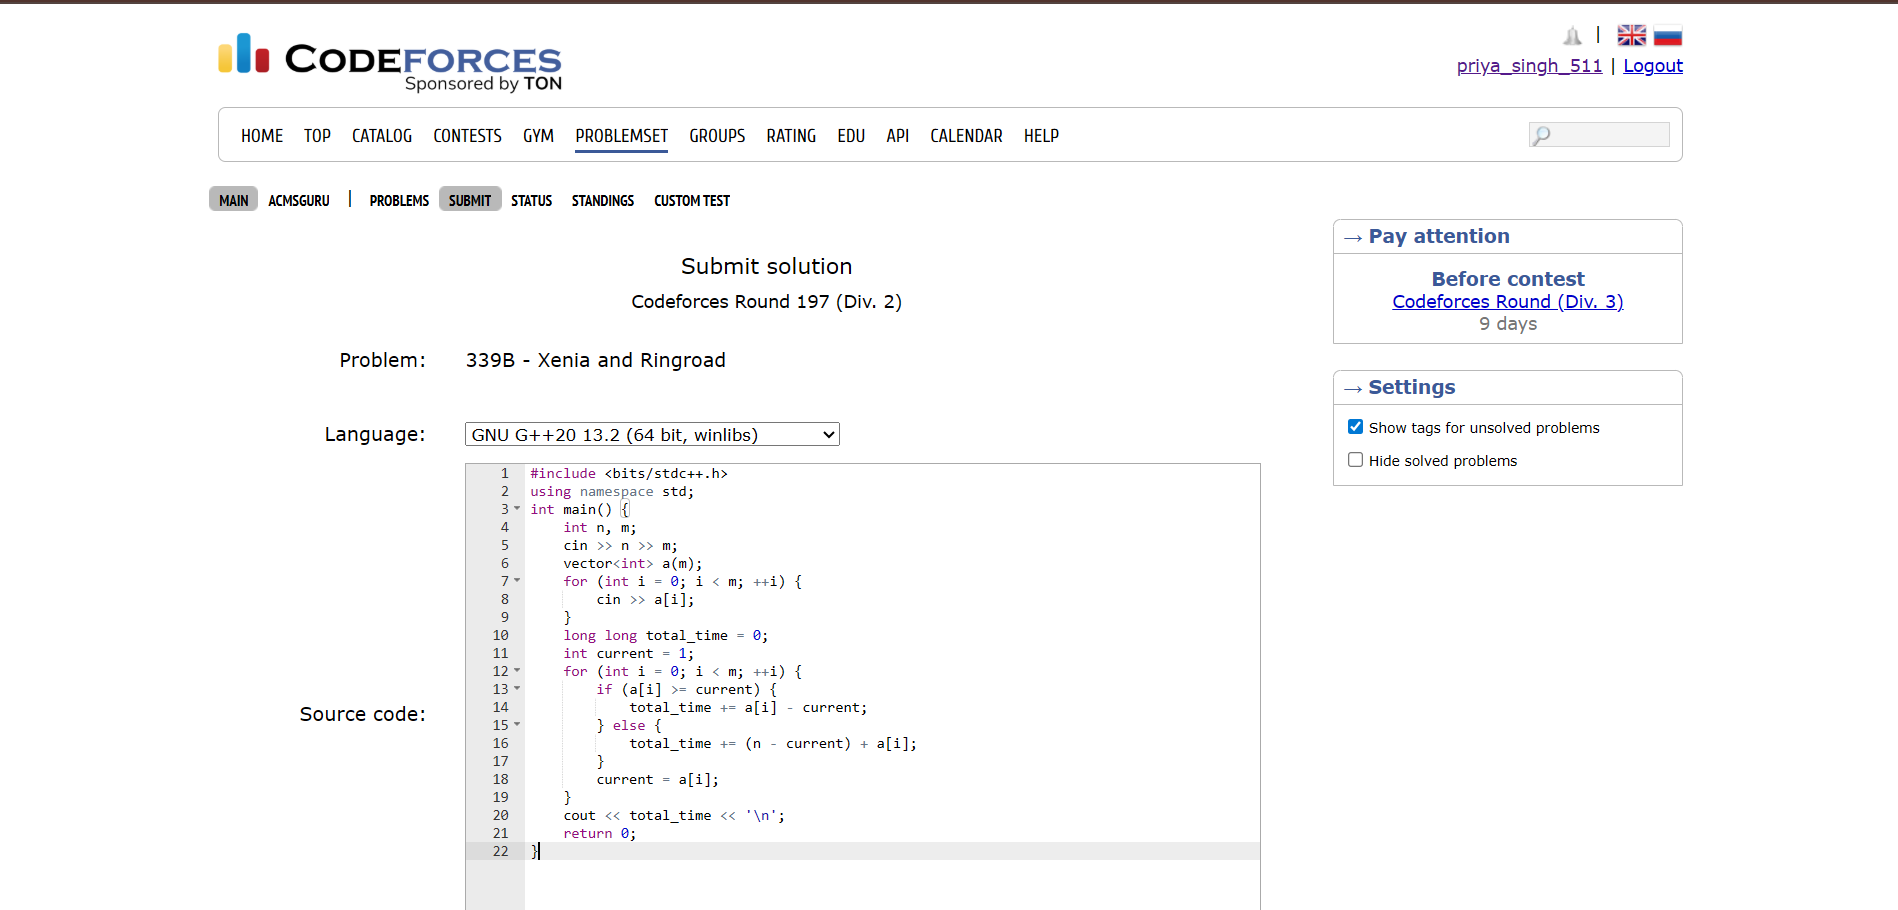 CODEFORCES
Sponsored by TON
priya_singh_511 | Logout
HOME TOP CATALOG CONTESTS GYM PROBLEMSET GROUPS RATING EDU API CALENDAR HELP
MAIN ACMSGURU | PROBLEMS SUBMIT STATUS STANDINGS CUSTOM TEST
Submit solution
Codeforces Round 197 (Div. 2)
Problem: 339B - Xenia and Ringroad
Language: GNU G++20 13.2 (64 bit, winlibs)
Source code:
1 #include <bits/stdc++.h>
2 using namespace std;
3 int main() {
4     int n, m;
5     cin >> n >> m;
6     vector<int> a(m);
7     for (int i = 0; i < m; ++i) {
8         cin >> a[i];
9     }
10     long long total_time = 0;
11     int current = 1;
12     for (int i = 0; i < m; ++i) {
13         if (a[i] >= current) {
14             total_time += a[i] - current;
15         } else {
16             total_time += (n - current) + a[i];
17         }
18         current = a[i];
19     }
20     cout << total_time << '\n';
21     return 0;
22 }
→ Pay attention
Before contest
Codeforces Round (Div. 3)
9 days
→ Settings
Show tags for unsolved problems
Hide solved problems